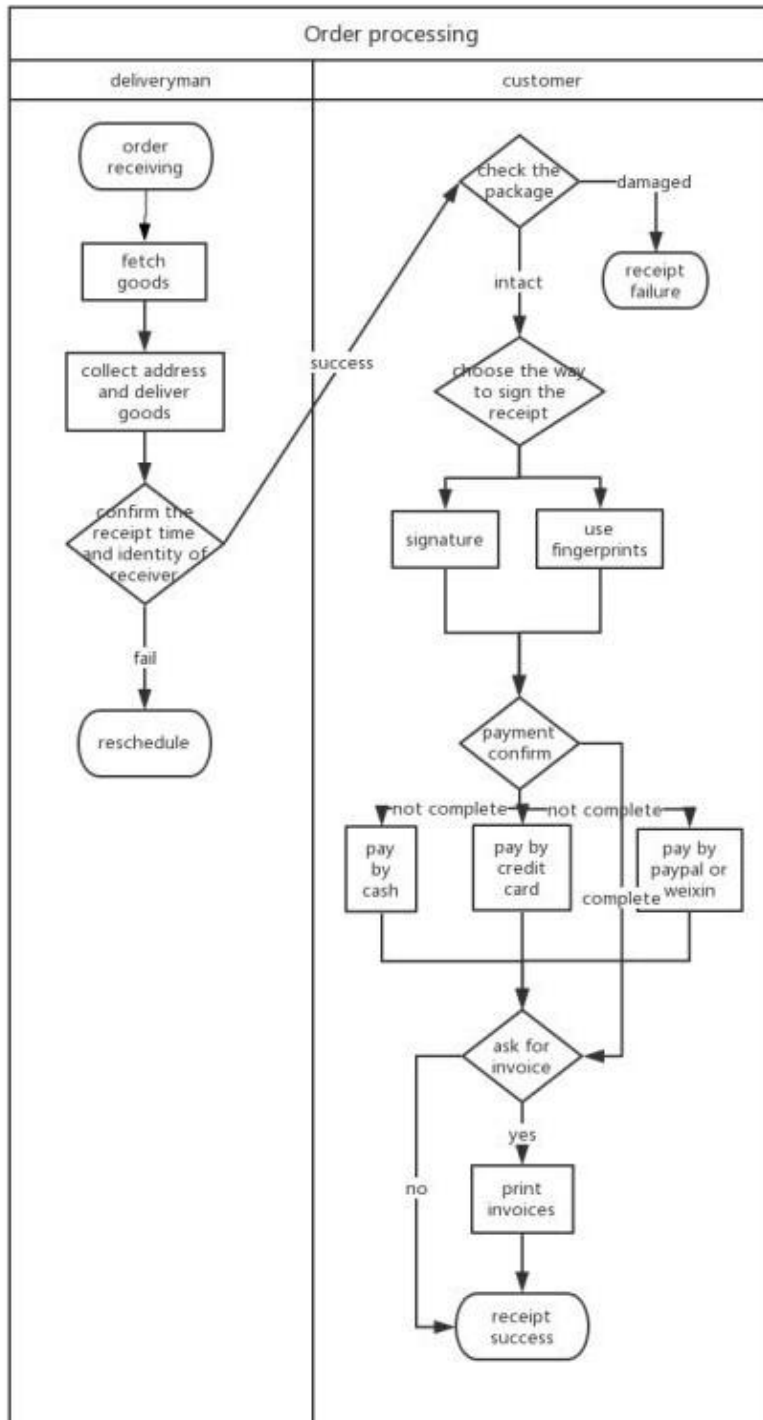 Order processing
deliveryman
customer
order
receiving
fetch
goods
collect address
and deliver
goods
confirm the
receipt time
and identity of
receiver
fail
reschedule
success
check the
package
damaged
receipt
failure
intact
choose the way
to sign the
receipt
signature
use
fingerprints
payment
confirm
not complete
not complete
pay
by
cash
pay by
credit
card
pay by
paypal or
weixin
complete
ask for
invoice
yes
no
print
invoices
receipt
success